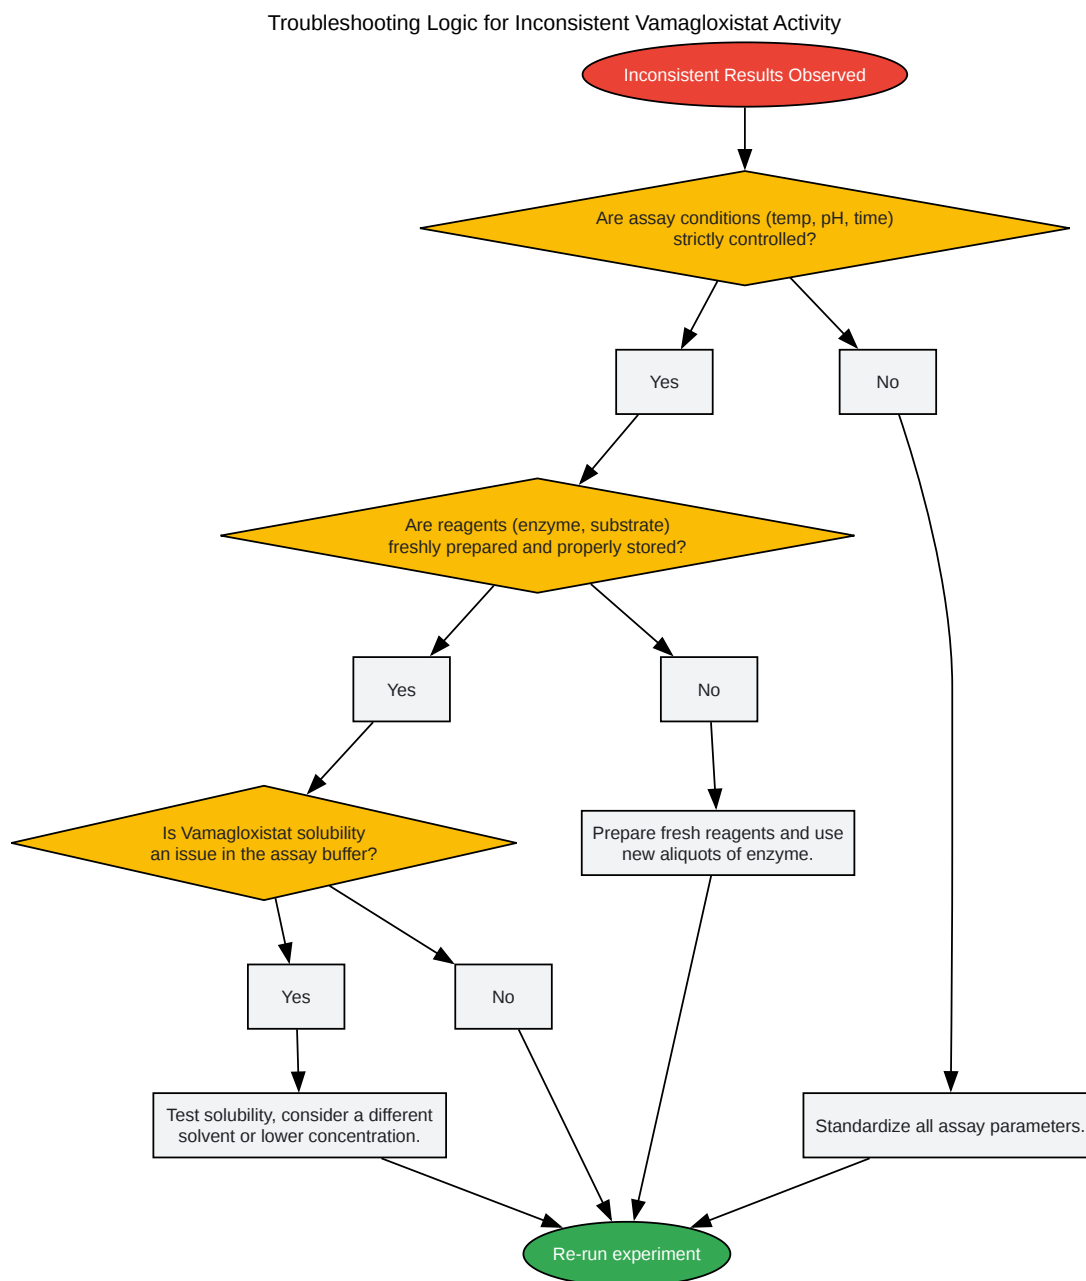 Troubleshooting Logic for Inconsistent Vamagloxistat Activity
Inconsistent Results Observed
Are assay conditions (temp, pH, time)
strictly controlled?
Yes
No
Are reagents (enzyme, substrate)
freshly prepared and properly stored?
Yes
No
Is Vamagloxistat solubility
an issue in the assay buffer?
Prepare fresh reagents and use
new aliquots of enzyme.
Yes
No
Test solubility, consider a different
solvent or lower concentration.
Standardize all assay parameters.
Re-run experiment